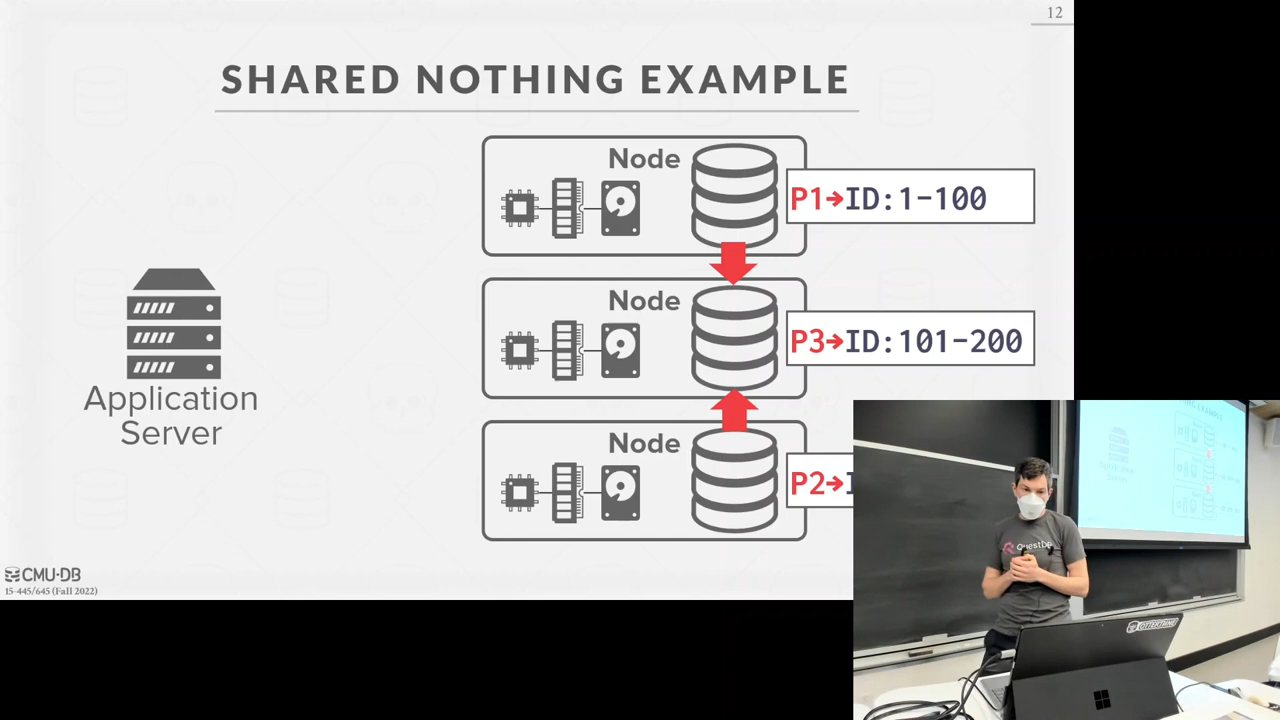 12
SHARED NOTHING EXAMPLE
Node
P1→ID:1-100
Node
P3→ID:101-200
Application
Server
Node
P2→
CMU·DB
15-445/645 (Fall 2022)
QuestDB